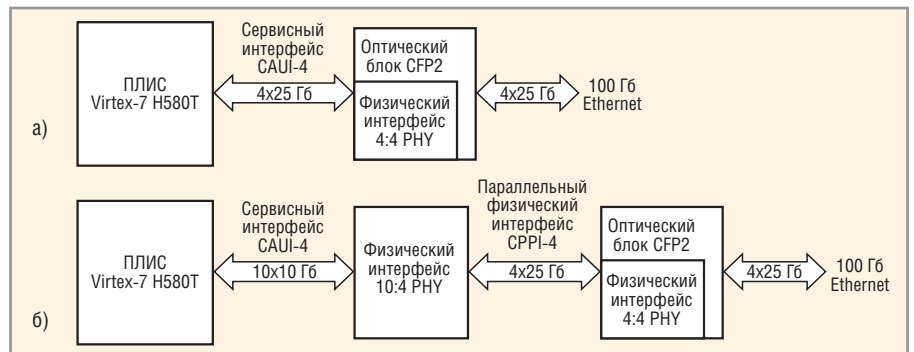 а)
ПЛИС
Virtex-7 H580T
Сервисный
интерфейс
CAUI-4
4x25 Гб
Оптический
блок CFP2
Физический
интерфейс
4:4 PHY
4x25 Гб
100 Гб
Ethernet
б)
ПЛИС
Virtex-7 H580T
Сервисный
интерфейс
CAUI-4
10x10 Гб
Физический
интерфейс
10:4 PHY
Параллельный
физический
интерфейс
CPPI-4
4x25 Гб
Оптический
блок CFP2
Физический
интерфейс
4:4 PHY
4x25 Гб
100 Гб
Ethernet